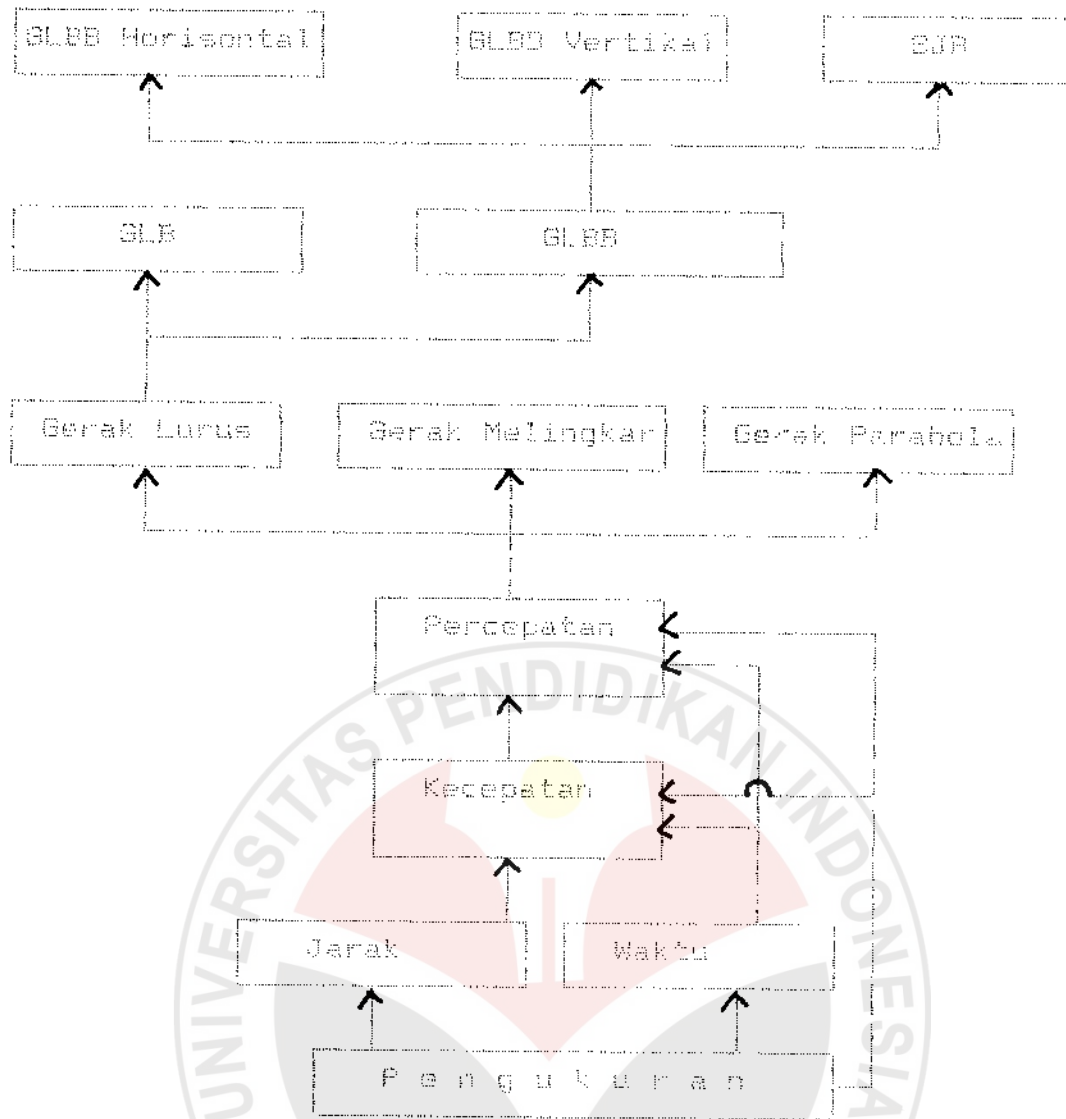 GLBB Horisontal GLBB Vertikal GJB
GLB GLBB
Gerak Lurus Gerak Melingkar Gerak Parabola
Percepatan
Kecepatan
Jarak Waktu
P e n g u k u r a n
UNIVERSITAS PENDIDIKAN INDONESIA